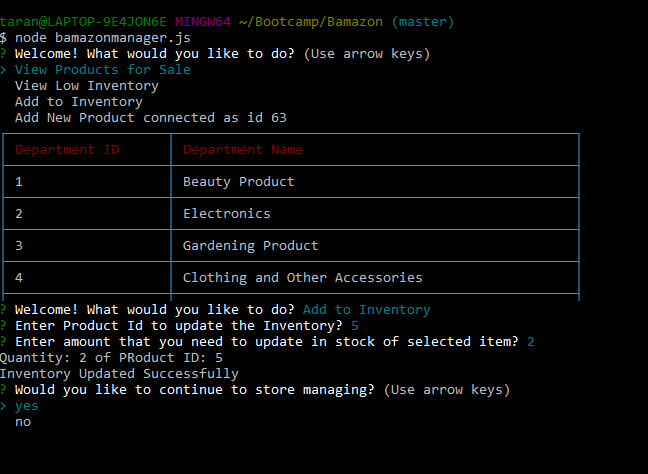 taran@LAPTOP-9E4JON6E MINGW64 ~/Bootcamp/Bamazon (master)
$ node bamazonmanager.js
? Welcome! What would you like to do? (Use arrow keys)
> View Products for Sale
View Low Inventory
Add to Inventory
Add New Product connected as id 63
Department ID Department Name
1 Beauty Product
2 Electronics
3 Gardening Product
4 Clothing and Other Accessories
? Welcome! What would you like to do? Add to Inventory
? Enter Product Id to update the Inventory? 5
? Enter amount that you need to update in stock of selected item? 2
Quantity: 2 of PRoduct ID: 5
Inventory Updated Successfully
? Would you like to continue to store managing? (Use arrow keys)
> yes
no